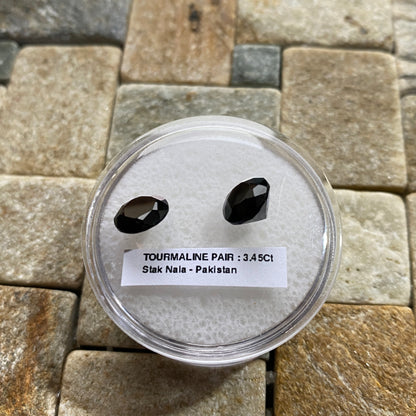 TOURMALINE PAIR : 3.45Ct
Stak Nala - Pakistan